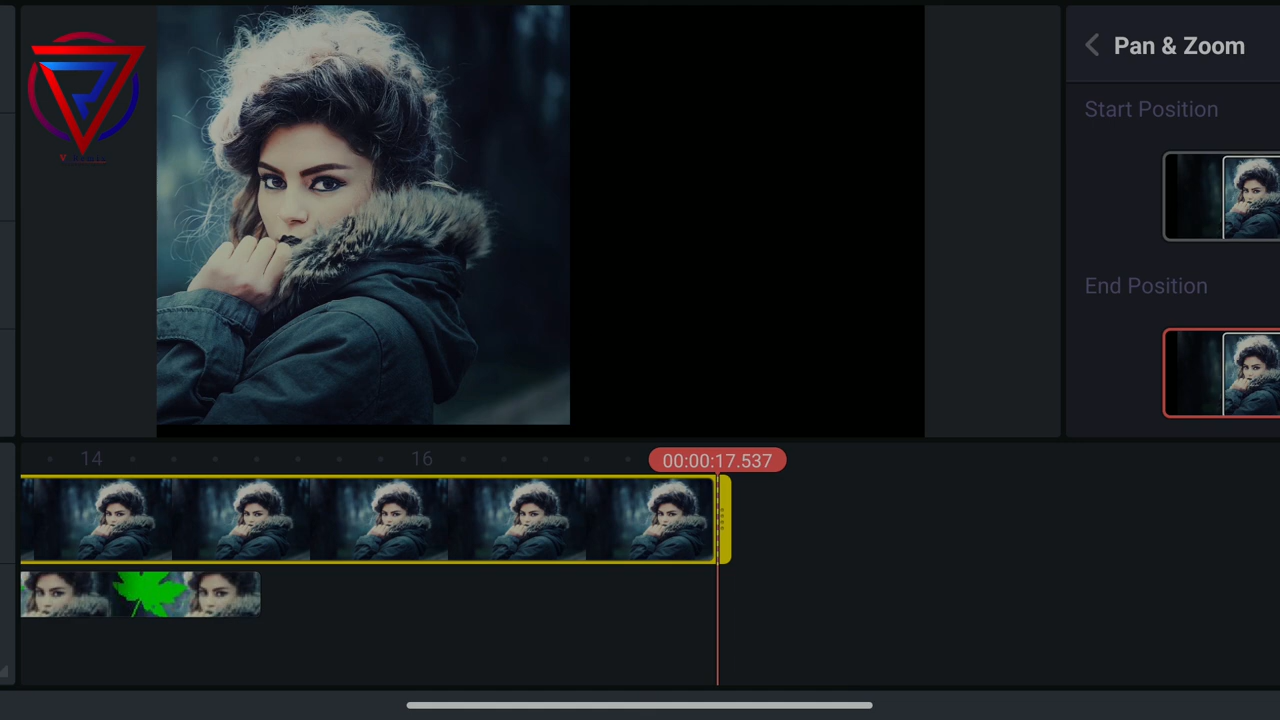 Pan & Zoom
Start Position
End Position
14
16
00:00:17.537